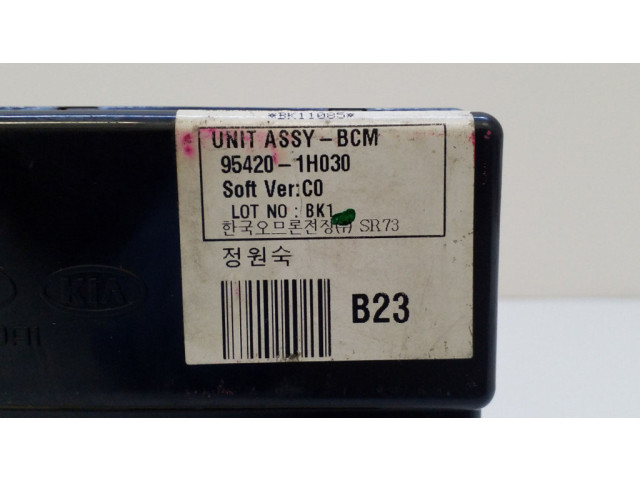 *BK11085*
UNIT ASSY-BCM
95420-1H030
Soft Ver:C0
LOT NO : BK1
한국오므론전장(주) SR73
정원숙
B23
KIA